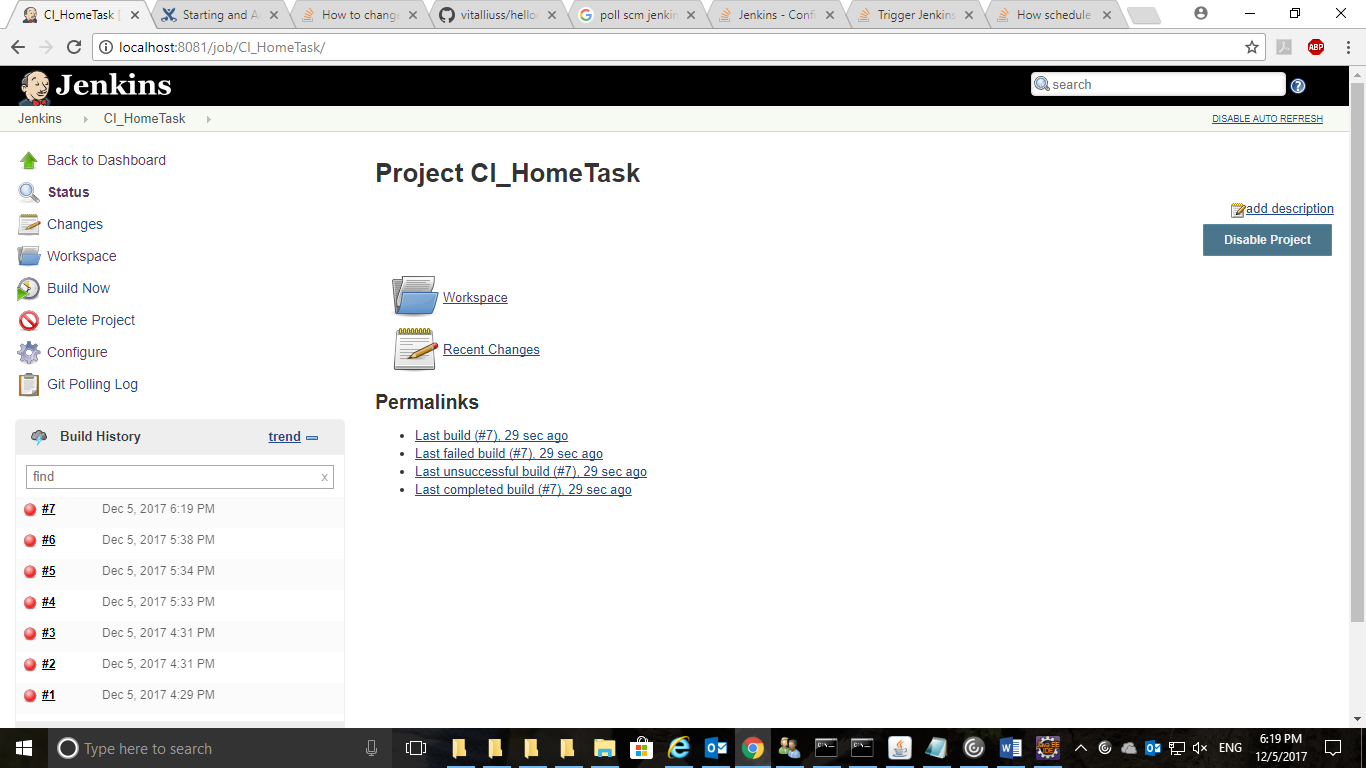 CI_HomeTask [
Starting and A
How to change
vitalliuss/hello
poll scm jenkin
Jenkins - Confi
Trigger Jenkins
How schedule
localhost:8081/job/CI_HomeTask/
ABP
Jenkins
search
Jenkins CI_HomeTask
DISABLE AUTO REFRESH
Back to Dashboard
Status
Changes
Workspace
Build Now
Delete Project
Configure
Git Polling Log
Build History trend
find x
#7 Dec 5, 2017 6:19 PM
#6 Dec 5, 2017 5:38 PM
#5 Dec 5, 2017 5:34 PM
#4 Dec 5, 2017 5:33 PM
#3 Dec 5, 2017 4:31 PM
#2 Dec 5, 2017 4:31 PM
#1 Dec 5, 2017 4:29 PM
Project CI_HomeTask
add description
Disable Project
Workspace
Recent Changes
Permalinks
Last build (#7), 29 sec ago
Last failed build (#7), 29 sec ago
Last unsuccessful build (#7), 29 sec ago
Last completed build (#7), 29 sec ago
Type here to search
ENG
6:19 PM
12/5/2017